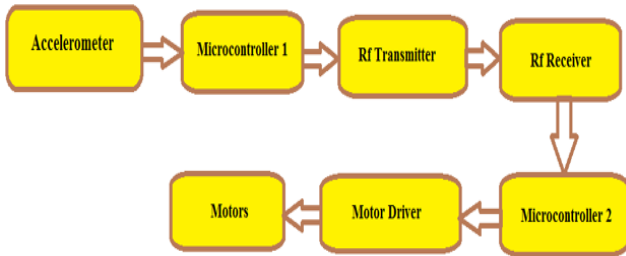 Accelerometer
Microcontroller 1
Rf Transmitter
Rf Receiver
Motors
Motor Driver
Microcontroller 2